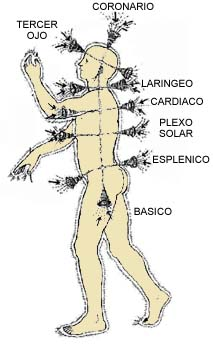 CORONARIO
TERCER
OJO
LARINGEO
CARDIACO
PLEXO
SOLAR
ESPLENICO
BASICO